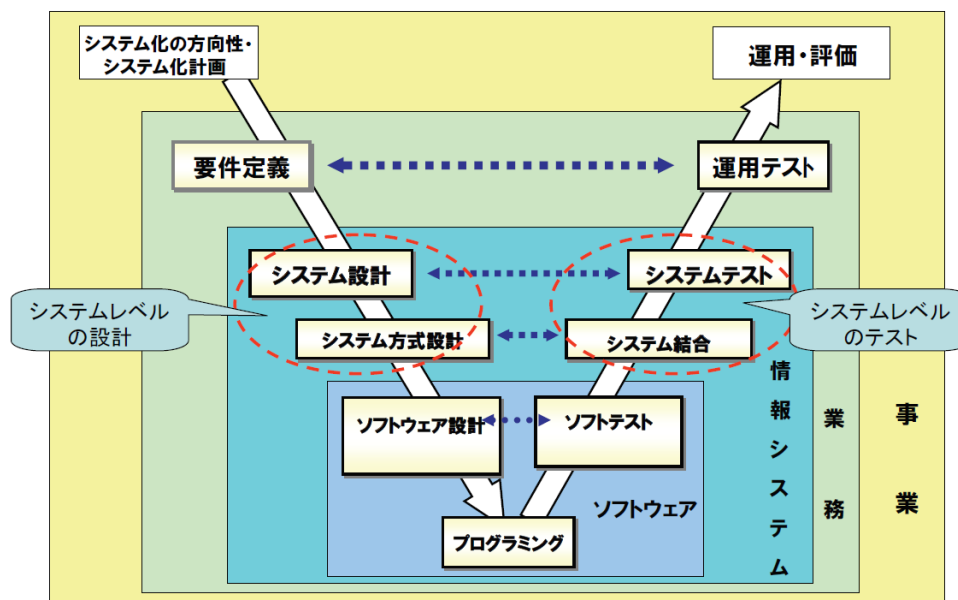 システム化の方向性・
システム化計画
運用・評価
要件定義
運用テスト
システム設計
システムテスト
システムレベル
の設計
システムレベル
のテスト
システム方式設計
システム結合
ソフトウェア設計
ソフトテスト
ソフトウェア
プログラミング
情報システム
業務
事業